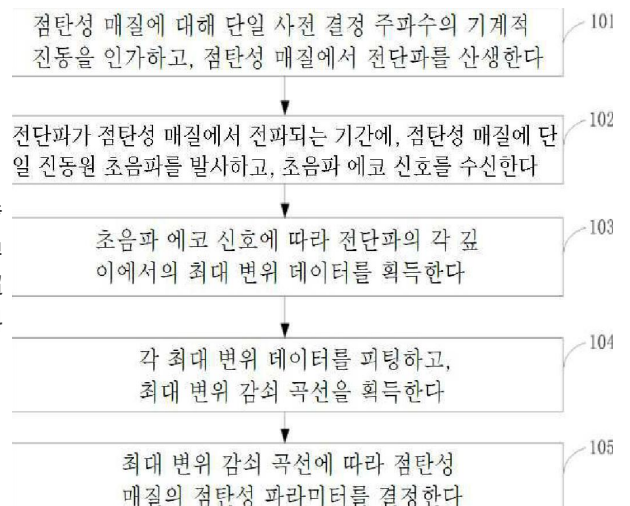 점탄성 매질에 대해 단일 사전 결정 주파수의 기계적
진동을 인가하고, 점탄성 매질에서 전단파를 산생한다
101
전단파가 점탄성 매질에서 전파되는 기간에, 점탄성 매질에 단
일 진동원 초음파를 발사하고, 초음파 에코 신호를 수신한다
102
초음파 에코 신호에 따라 전단파의 각 깊
이에서의 최대 변위 데이터를 획득한다
103
각 최대 변위 데이터를 피팅하고,
최대 변위 감쇠 곡선을 획득한다
104
최대 변위 감쇠 곡선에 따라 점탄성
매질의 점탄성 파라미터를 결정한다
105